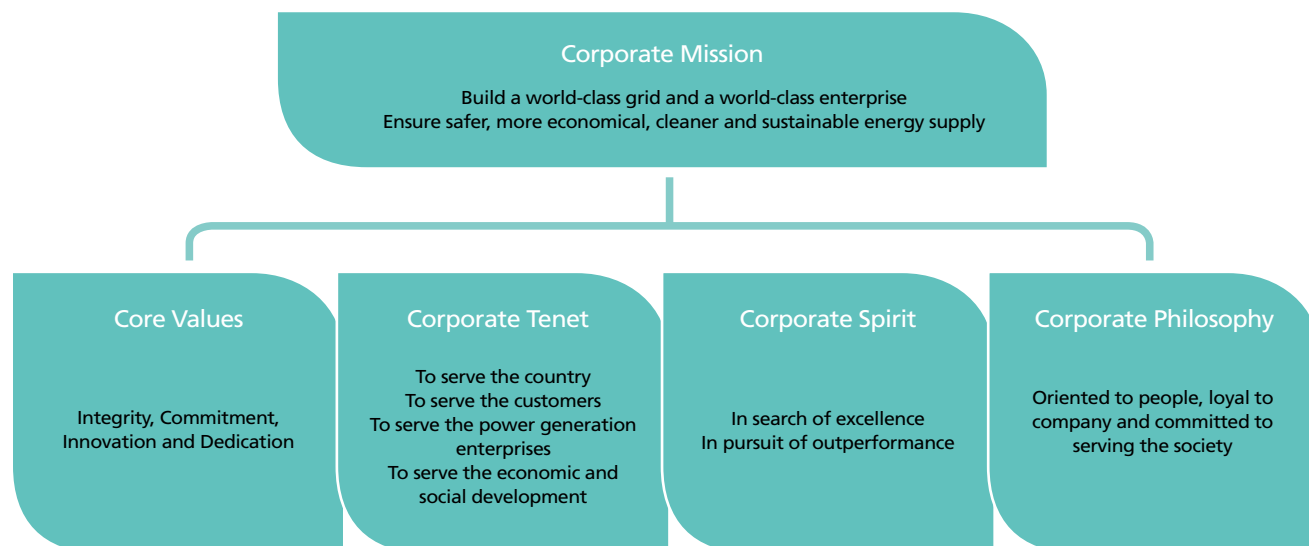 Corporate Mission
Build a world-class grid and a world-class enterprise
Ensure safer, more economical, cleaner and sustainable energy supply
Core Values
Integrity, Commitment,
Innovation and Dedication
Corporate Tenet
To serve the country
To serve the customers
To serve the power generation
enterprises
To serve the economic and
social development
Corporate Spirit
In search of excellence
In pursuit of outperformance
Corporate Philosophy
Oriented to people, loyal to
company and committed to
serving the society